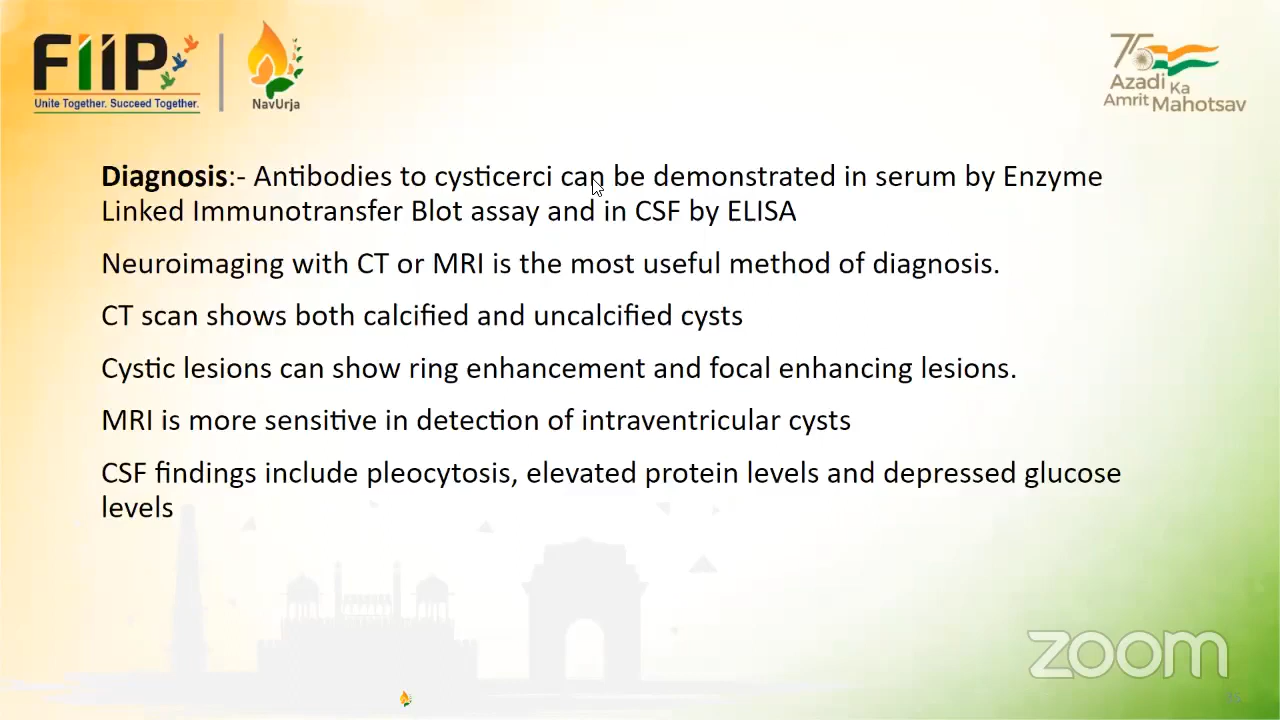 FIIP
Unite Together. Succeed Together.
NavUrja
75
Azadi Ka
Amrit Mahotsav
Diagnosis:- Antibodies to cysticerci can be demonstrated in serum by Enzyme
Linked Immunotransfer Blot assay and in CSF by ELISA
Neuroimaging with CT or MRI is the most useful method of diagnosis.
CT scan shows both calcified and uncalcified cysts
Cystic lesions can show ring enhancement and focal enhancing lesions.
MRI is more sensitive in detection of intraventricular cysts
CSF findings include pleocytosis, elevated protein levels and depressed glucose
levels
zoom